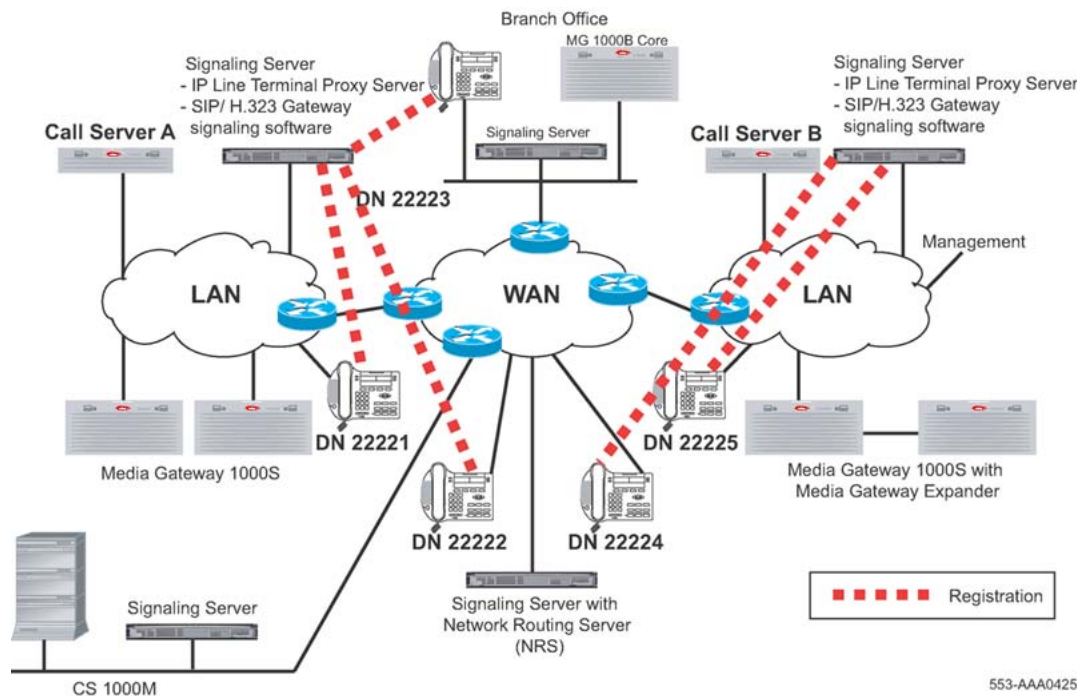 Branch Office
MG 1000B Core
Signaling Server
- IP Line Terminal Proxy Server
- SIP/ H.323 Gateway
signaling software
Signaling Server
- IP Line Terminal Proxy Server
- SIP/H.323 Gateway
signaling software
Call Server A
Signaling Server
Call Server B
DN 22223
Management
LAN
WAN
LAN
DN 22221
DN 22225
Media Gateway 1000S
Media Gateway 1000S with
Media Gateway Expander
DN 22222
DN 22224
Signaling Server
Signaling Server with
Network Routing Server
(NRS)
Registration
CS 1000M
553-AAA0425